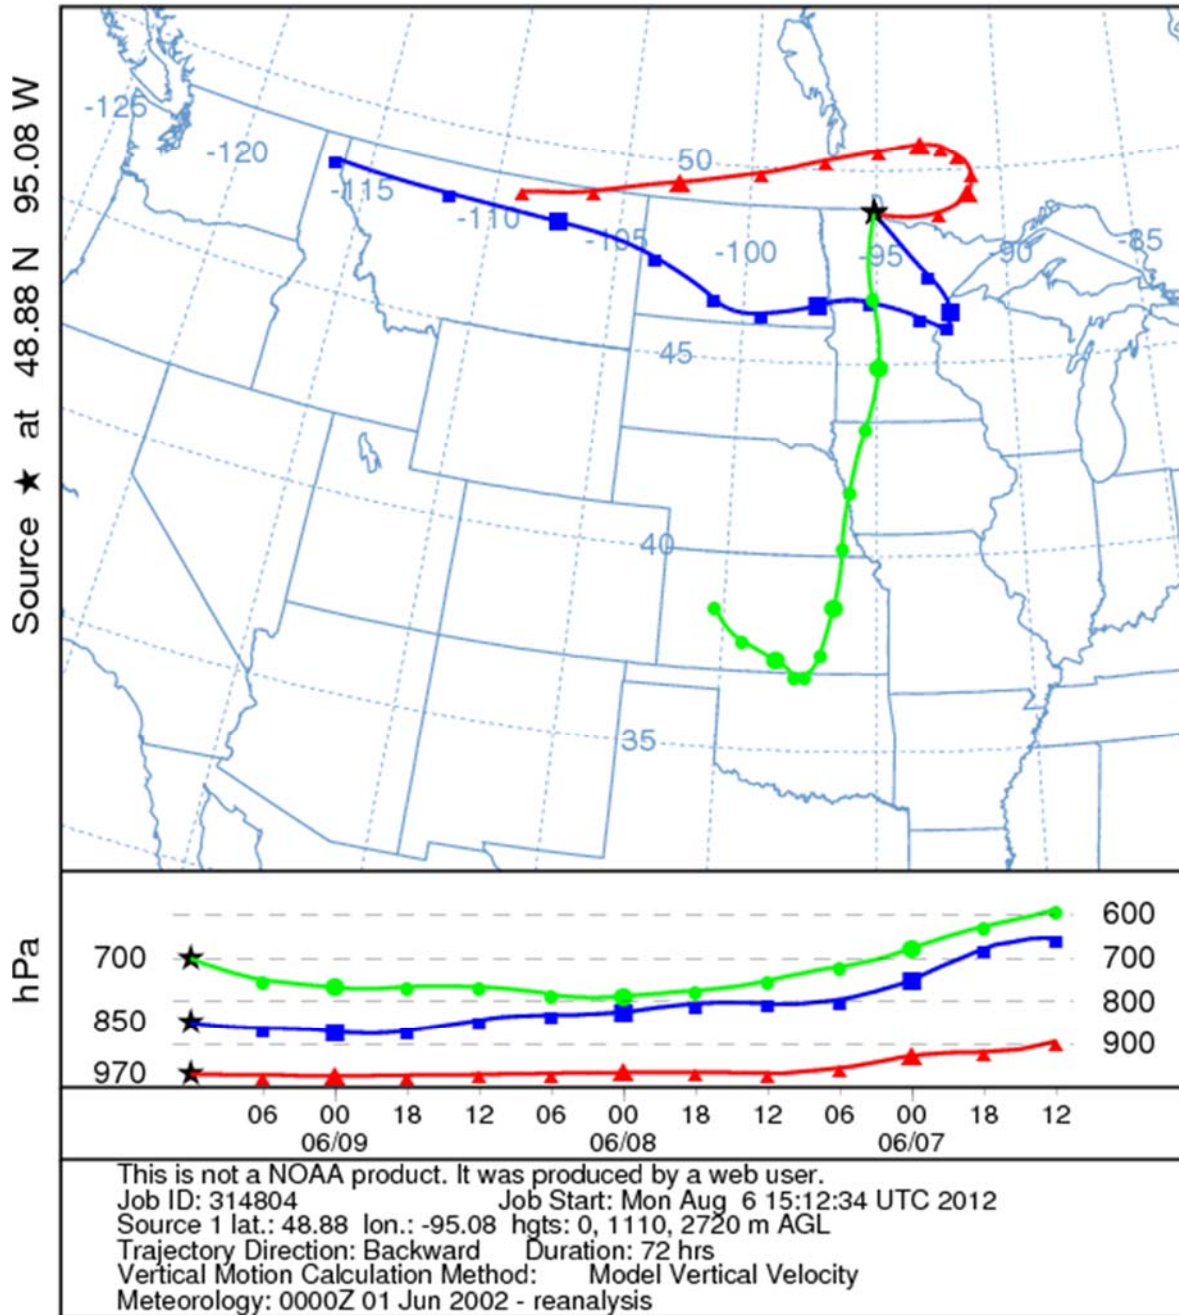 Source ★ at 48.88 N 95.08 W
-125
-120
-115
-110
-105
-100
-95
-90
-85
50
45
40
35
hPa
700
850
970
600
700
800
900
06 00 18 12 06 00 18 12 06 00 18 12
06/09 06/08 06/07
This is not a NOAA product. It was produced by a web user.
Job ID: 314804 Job Start: Mon Aug 6 15:12:34 UTC 2012
Source 1 lat.: 48.88 lon.: -95.08 hgts: 0, 1110, 2720 m AGL
Trajectory Direction: Backward Duration: 72 hrs
Vertical Motion Calculation Method: Model Vertical Velocity
Meteorology: 0000Z 01 Jun 2002 - reanalysis